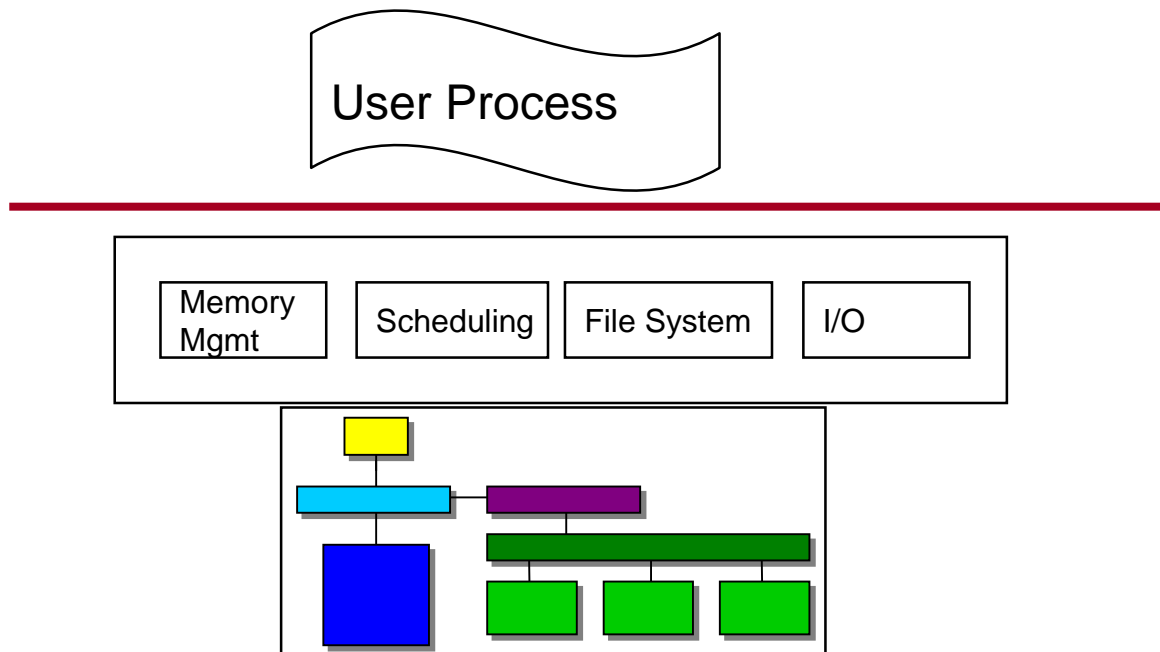 User Process
Memory
Mgmt
Scheduling
File System
I/O